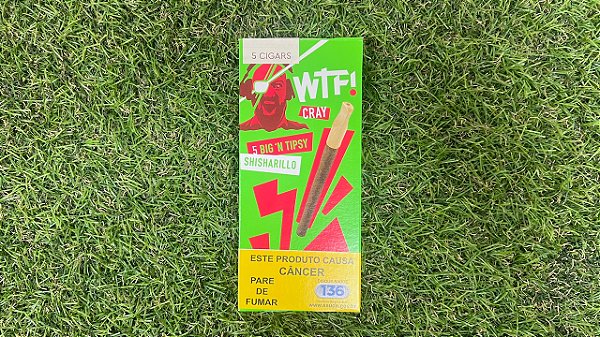 5 CIGARS
WTF!
CRAY
5 BIG 'N TIPSY
SHISHARILLO
ESTE PRODUTO CAUSA
CÂNCER
PARE
DE
FUMAR
136